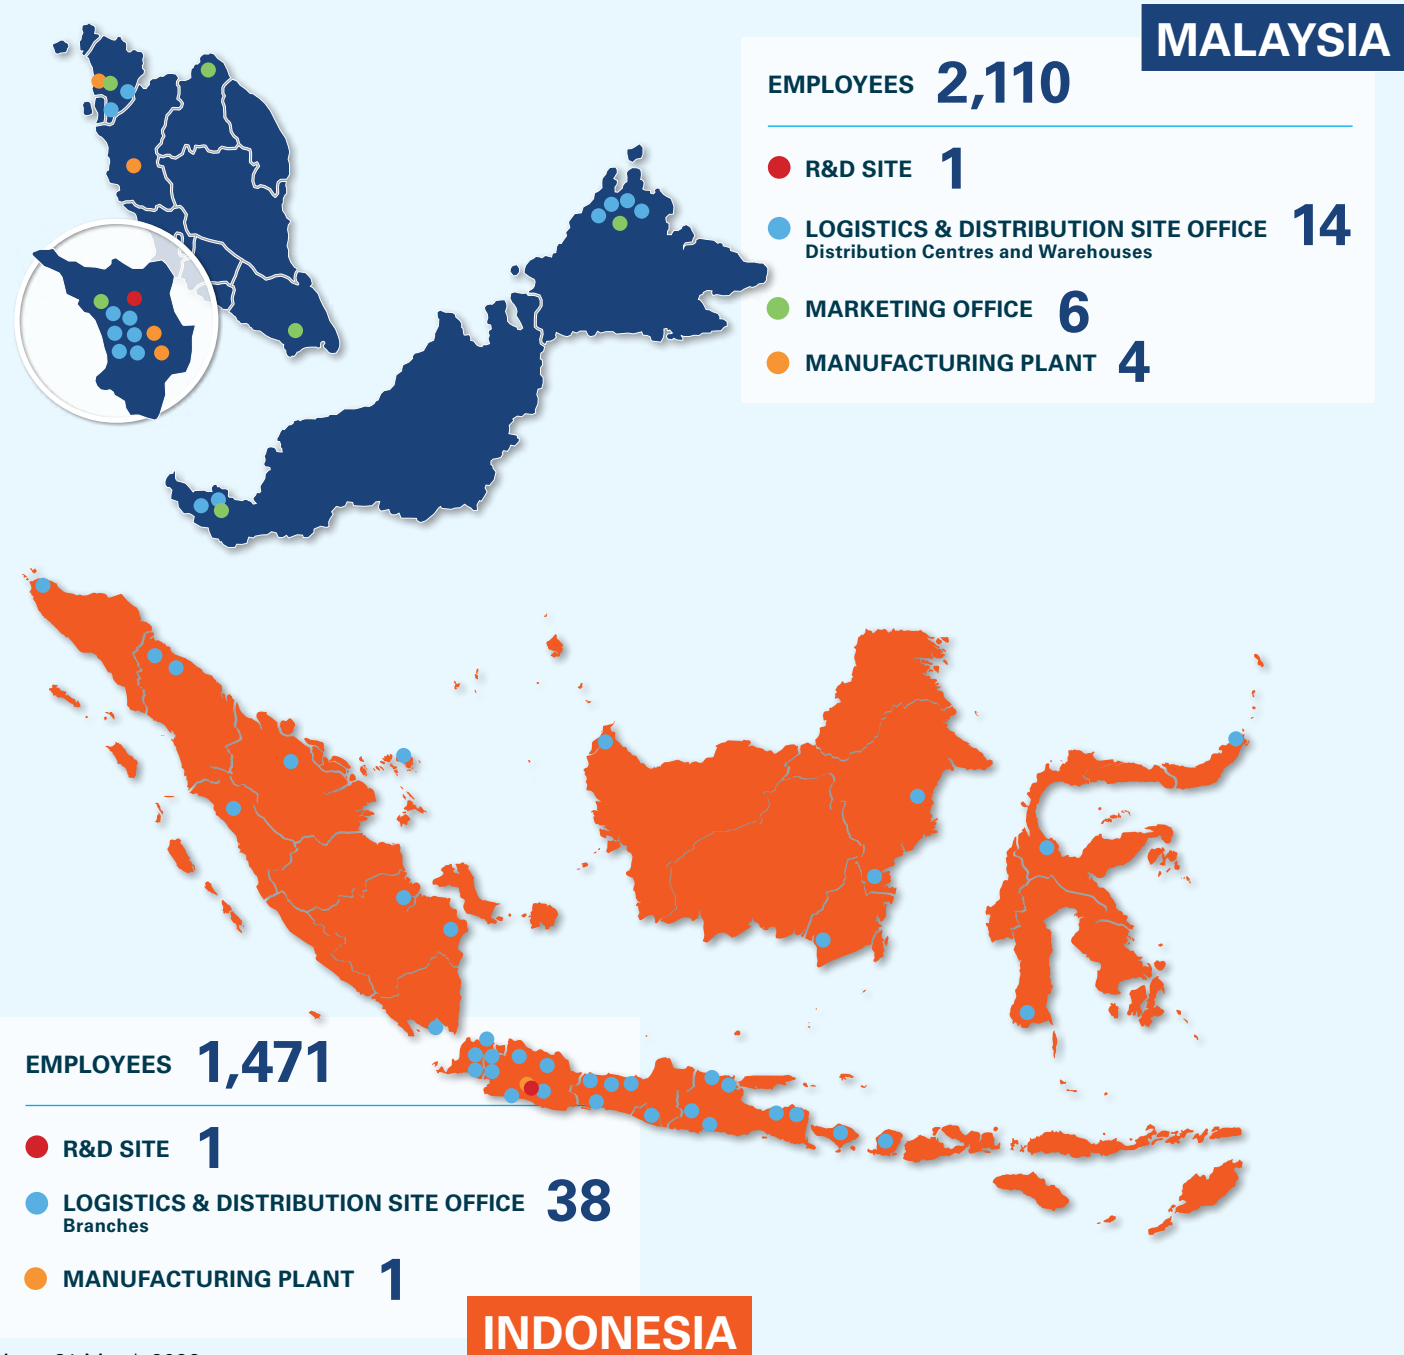 MALAYSIA
EMPLOYEES 2,110
R&D SITE 1
LOGISTICS & DISTRIBUTION SITE OFFICE 14
Distribution Centres and Warehouses
MARKETING OFFICE 6
MANUFACTURING PLANT 4
EMPLOYEES 1,471
R&D SITE 1
LOGISTICS & DISTRIBUTION SITE OFFICE 38
Branches
MANUFACTURING PLANT 1
INDONESIA